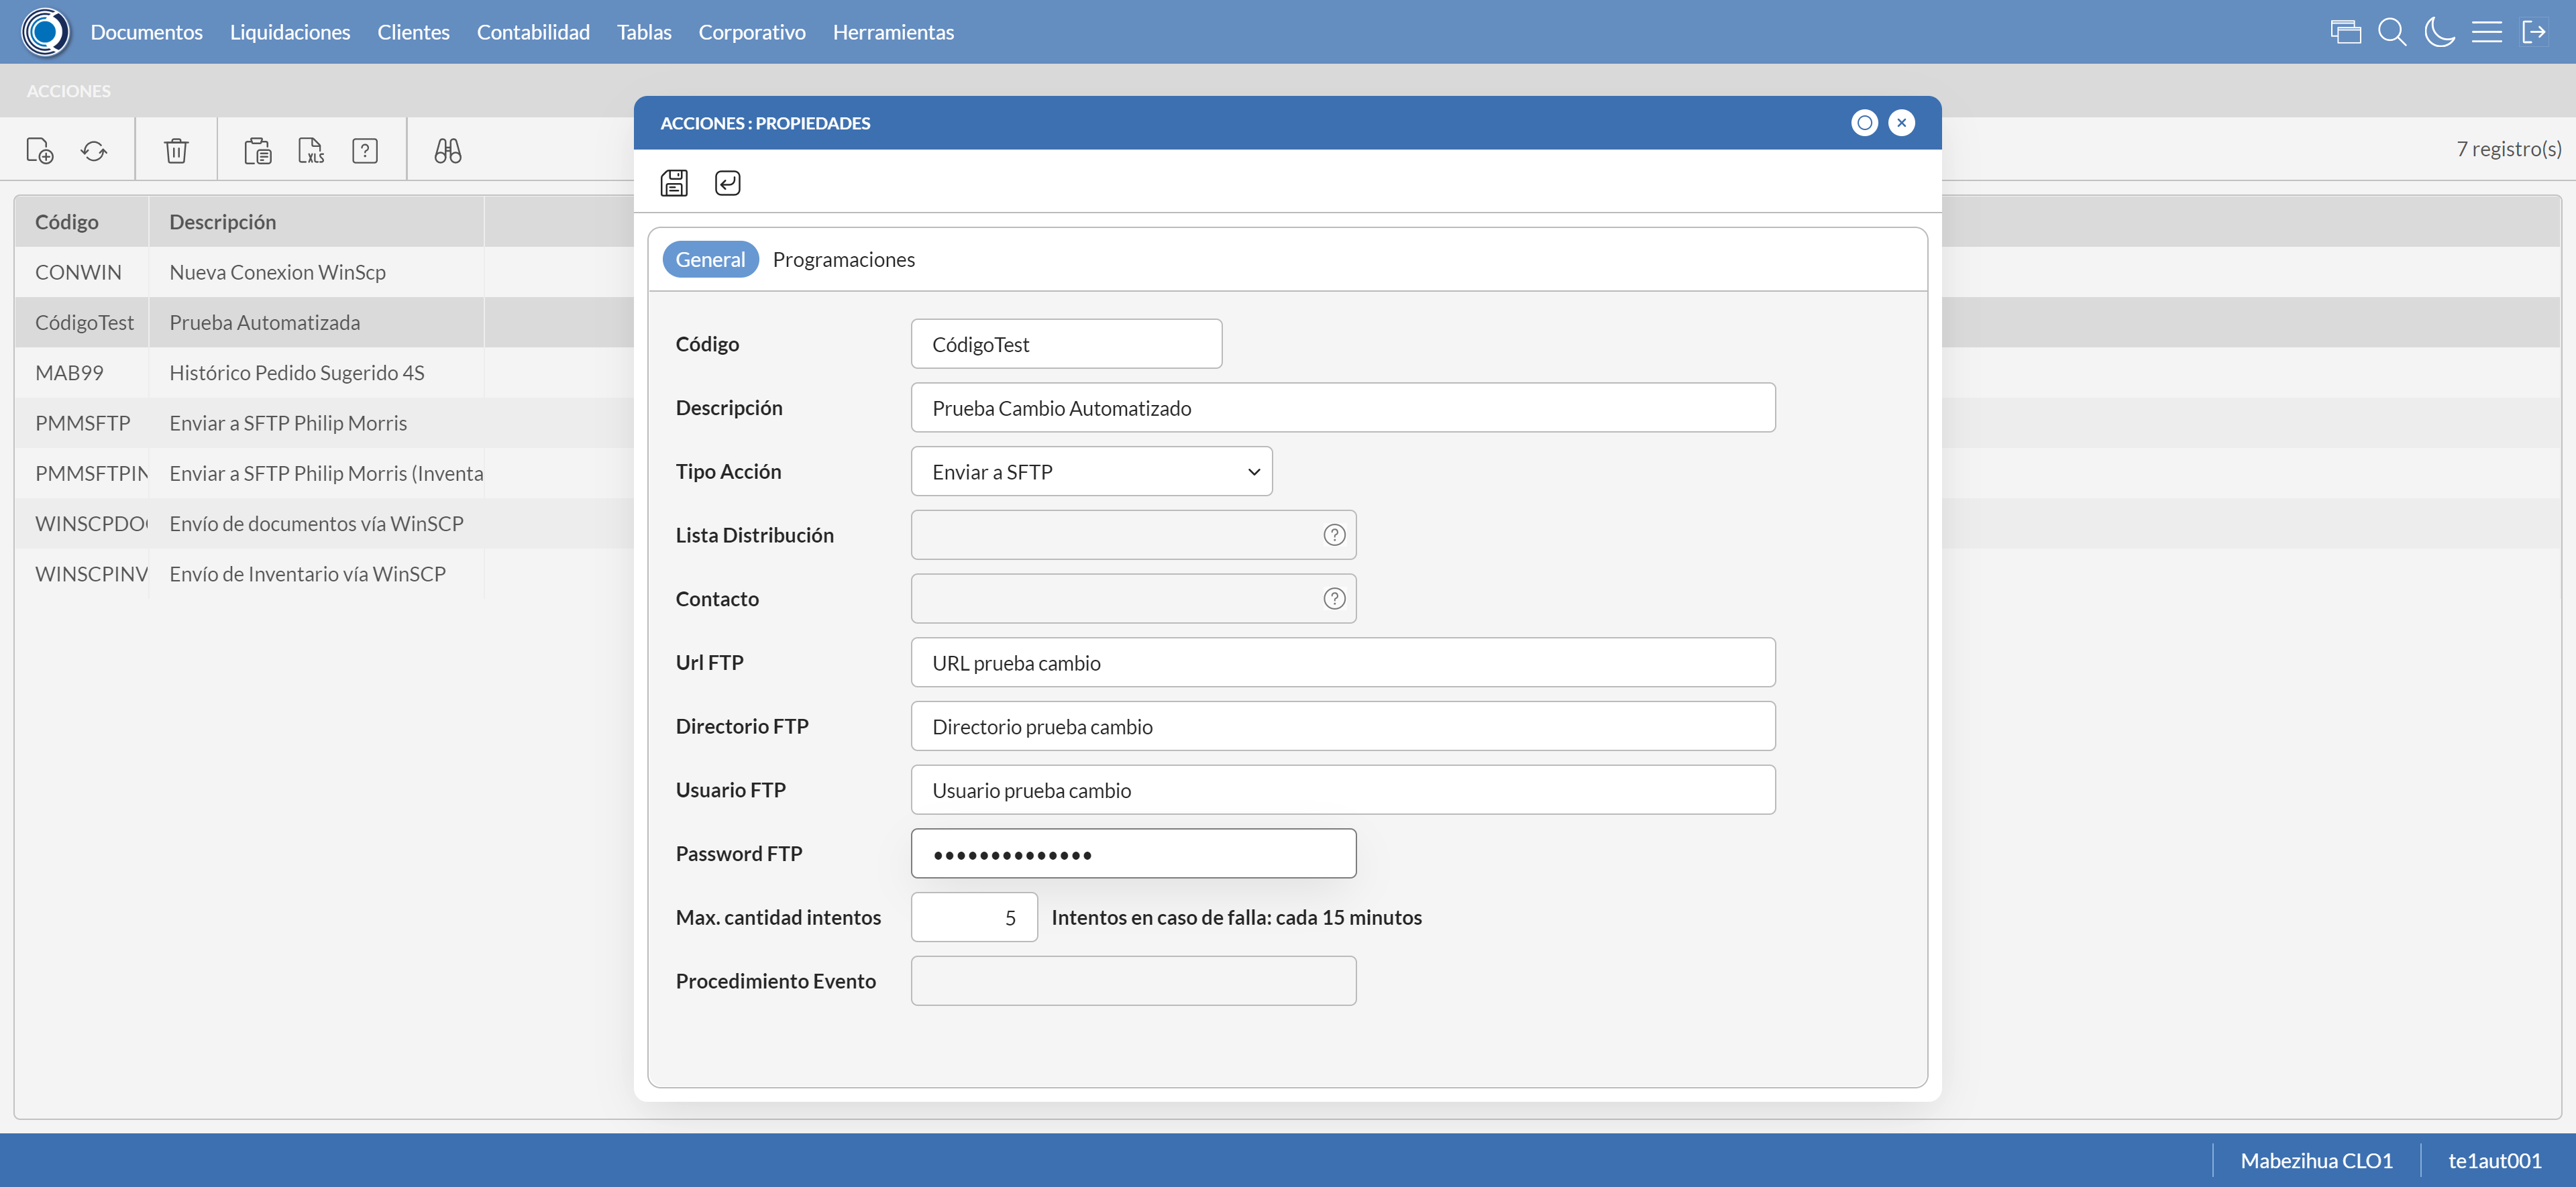 Documentos Liquidaciones Clientes Contabilidad Tablas Corporativo Herramientas
ACCIONES
ACCIONES : PROPIEDADES
XLS
7 registro(s)
Código Descripción
CONWIN Nueva Conexion WinScp
CódigoTest Prueba Automatizada
MAB99 Histórico Pedido Sugerido 4S
PMMSFTP Enviar a SFTP Philip Morris
PMMSFTPIN Enviar a SFTP Philip Morris (Inventa
WINSCPDO Envío de documentos vía WinSCP
WINSCPINV Envío de Inventario vía WinSCP
General Programaciones
Código CódigoTest
Descripción Prueba Cambio Automatizado
Tipo Acción Enviar a SFTP
Lista Distribución
Contacto
Url FTP URL prueba cambio
Directorio FTP Directorio prueba cambio
Usuario FTP Usuario prueba cambio
Password FTP ••••••••••••••
Max. cantidad intentos 5 Intentos en caso de falla: cada 15 minutos
Procedimiento Evento
Mabezihua CLO1 te1aut001